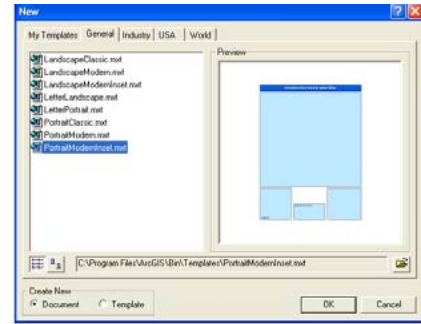 New
My Templates General Industry USA World
LandscapeClassic.mxt
LandscapeModern.mxt
LandscapeModernInset.mxt
LetterLandscape.mxt
LetterPortrait.mxt
PortraitClassic.mxt
PortraitModern.mxt
PortraitModernInset.mxt
Preview
C:\Program Files\ArcGIS\Bin\Templates\PortraitModernInset.mxt
Create New
Document Template
OK Cancel